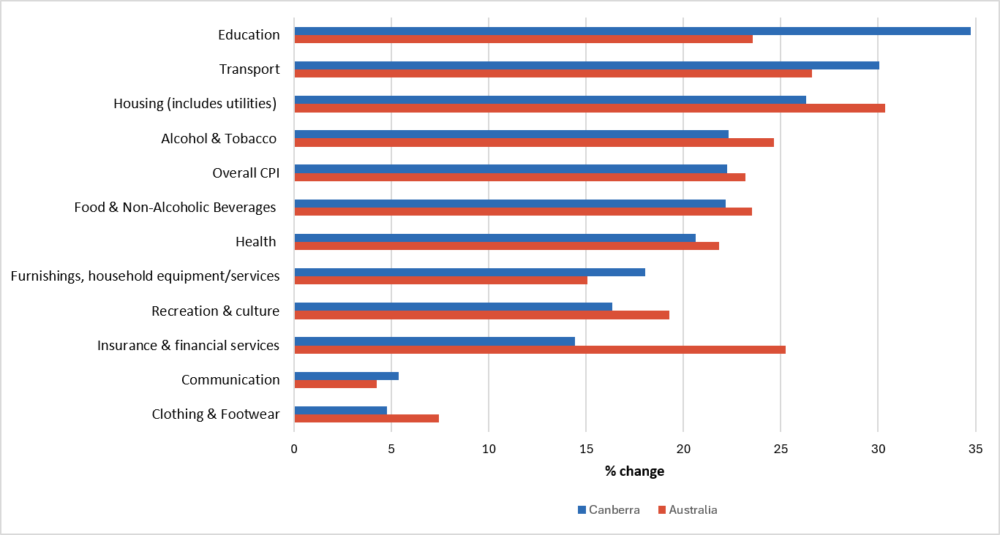 Education
Transport
Housing (includes utilities)
Alcohol & Tobacco
Overall CPI
Food & Non-Alcoholic Beverages
Health
Furnishings, household equipment/services
Recreation & culture
Insurance & financial services
Communication
Clothing & Footwear
0 5 10 15 20 25 30 35
% change
Canberra Australia